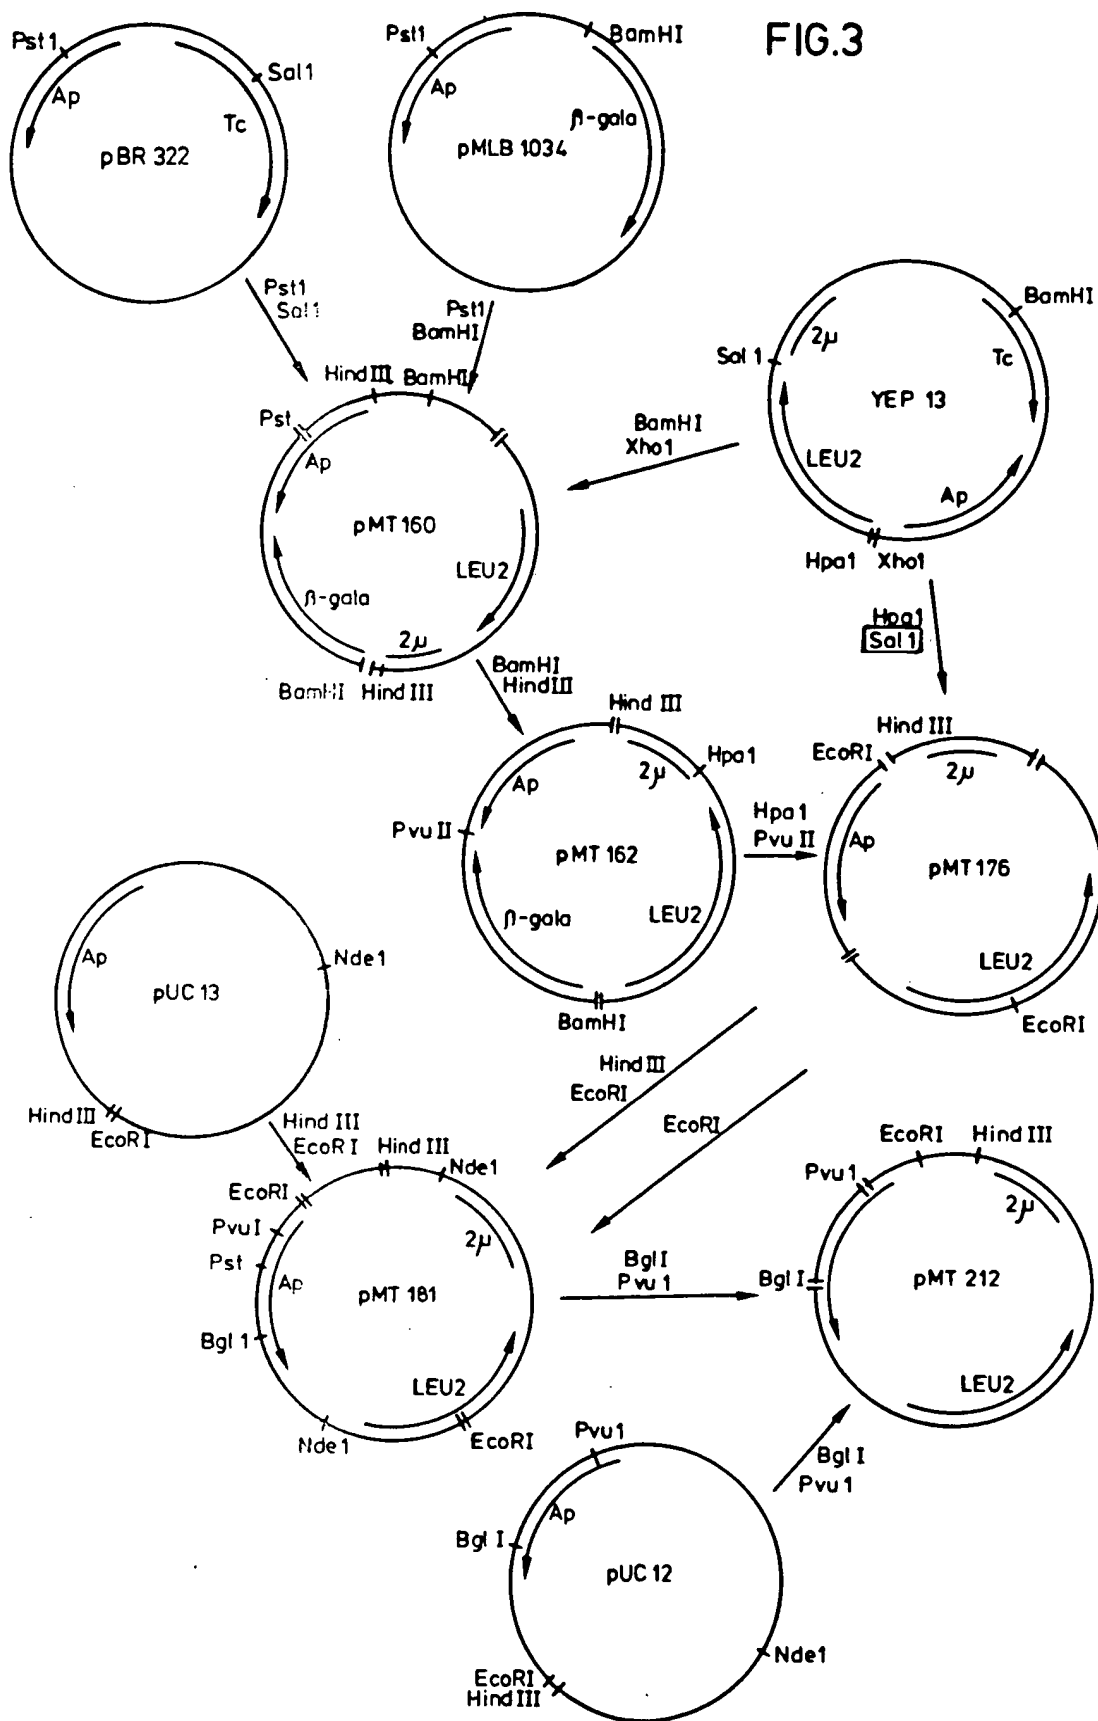 FIG.3
Pst1
Sal1
Ap
Tc
pBR 322
Pst1
BamHI
Ap
β-gala
pMLB 1034
Pst1
Sal1
Pst1
BamHI
BamHI
2μ
Sal 1
Tc
YEP 13
LEU2
Ap
Hpa1 Xho1
BamHI
Xho1
Hind III BamHI
Pst
Ap
pMT 160
LEU2
β-gala
2μ
BamHI Hind III
Hpa1
Sal 1
BamHI
Hind III
Hind III
Hpa1
2μ
Ap
Pvu II
pMT 162
LEU2
β-gala
BamHI
Hpa1
Pvu II
Hind III
EcoRI
2μ
Ap
pMT 176
LEU2
EcoRI
Ap
Nde1
pUC 13
Hind III
EcoRI
Hind III
EcoRI
Hind III
EcoRI
EcoRI
Hind III
Nde1
EcoRI
PvuI
Pst
2μ
Ap
pMT 181
Bgl 1
LEU2
Nde1
EcoRI
Bgl I
Pvu 1
EcoRI
Hind III
Pvu 1
2μ
Bgl I
pMT 212
LEU2
Bgl I
Pvu 1
Pvu1
Ap
Bgl I
pUC 12
Nde1
EcoRI
Hind III